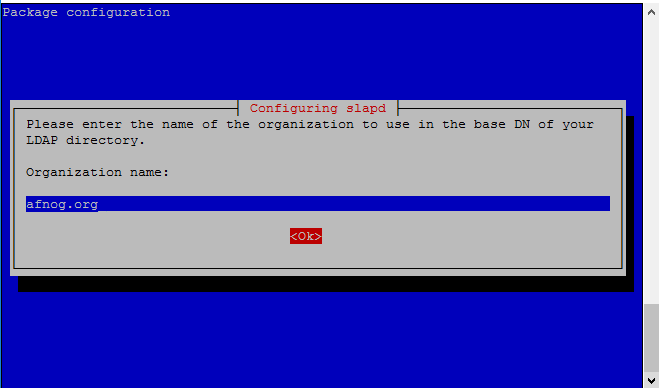 Package configuration
Configuring slapd
Please enter the name of the organization to use in the base DN of your
LDAP directory.
Organization name:
afnog.org
<Ok>